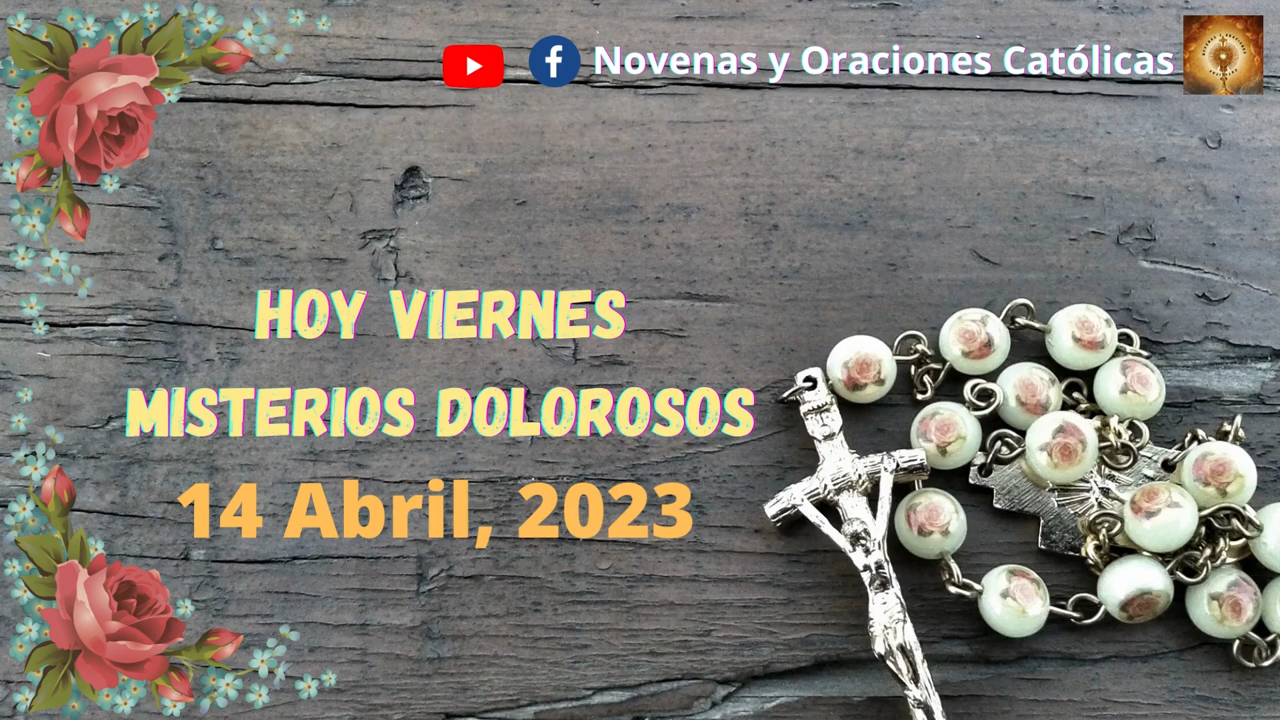 Novenas y Oraciones Católicas
HOY VIERNES
MISTERIOS DOLOROSOS
14 Abril, 2023